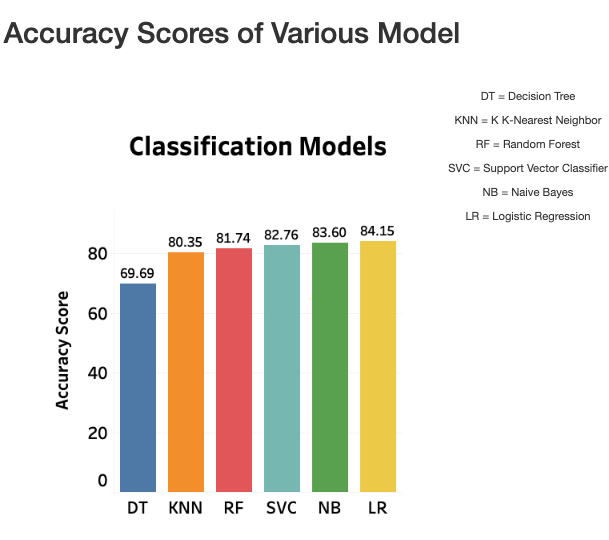 Accuracy Scores of Various Model
DT = Decision Tree
KNN = K K-Nearest Neighbor
RF = Random Forest
SVC = Support Vector Classifier
NB = Naive Bayes
LR = Logistic Regression
Classification Models
Accuracy Score
80
60
40
20
0
69.69
80.35
81.74
82.76
83.60
84.15
DT
KNN
RF
SVC
NB
LR